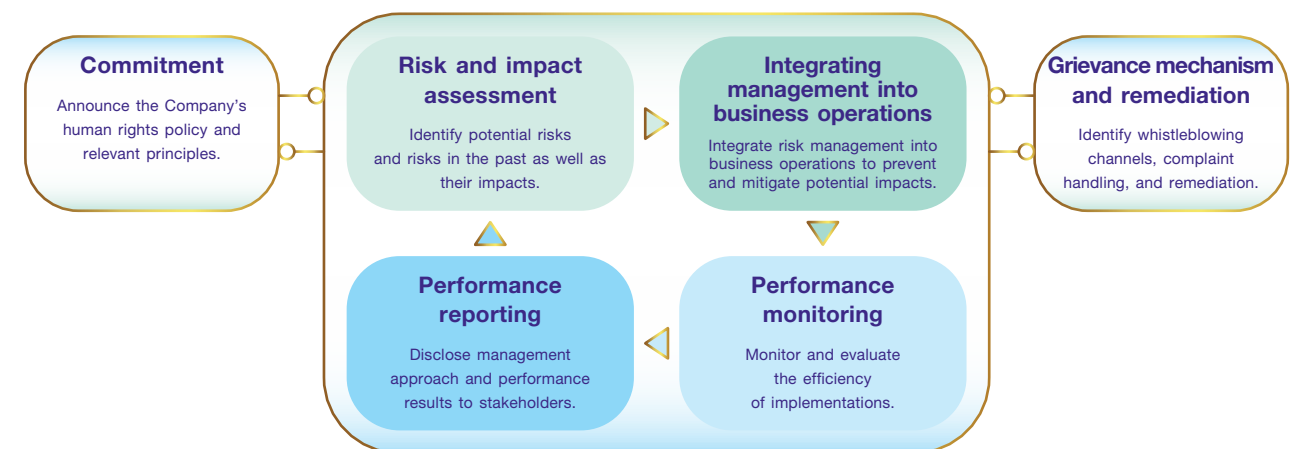 Commitment
Announce the Company's
human rights policy and
relevant principles.
Risk and impact
assessment
Identify potential risks
and risks in the past as well as
their impacts.
Integrating
management into
business operations
Integrate risk management into
business operations to prevent
and mitigate potential impacts.
Performance
monitoring
Monitor and evaluate
the efficiency
of implementations.
Performance
reporting
Disclose management
approach and performance
results to stakeholders.
Grievance mechanism
and remediation
Identify whistleblowing
channels, complaint
handling, and remediation.